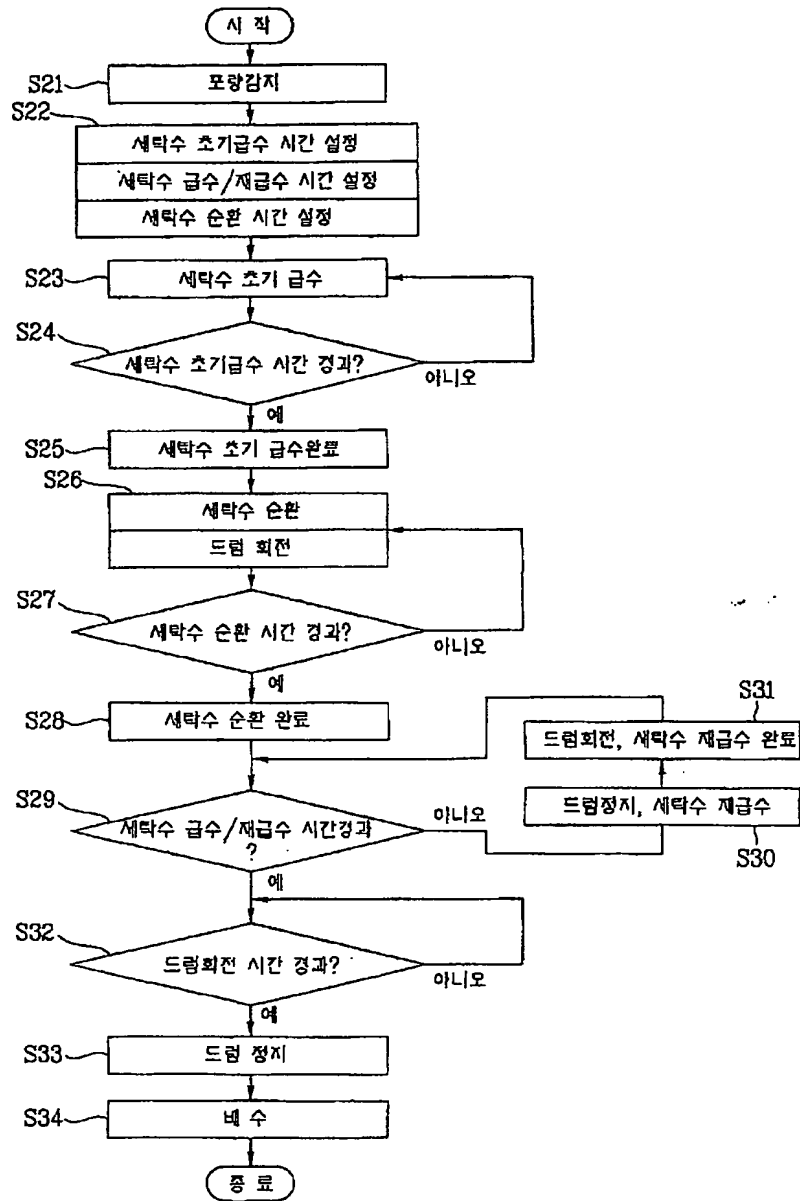 시 작
S21
포량감지
S22
세탁수 초기급수 시간 설정
세탁수 급수/재급수 시간 설정
세탁수 순환 시간 설정
S23
세탁수 초기 급수
S24
세탁수 초기급수 시간 경과?
아니오
예
S25
세탁수 초기 급수완료
S26
세탁수 순환
드럼 회전
S27
세탁수 순환 시간 경과?
아니오
예
S28
세탁수 순환 완료
S31
드럼회전, 세탁수 재급수 완료
S29
세탁수 급수/재급수 시간경과
?
아니오
드럼정지, 세탁수 재급수
S30
예
S32
드럼회전 시간 경과?
아니오
예
S33
드럼 정지
S34
배 수
종 료